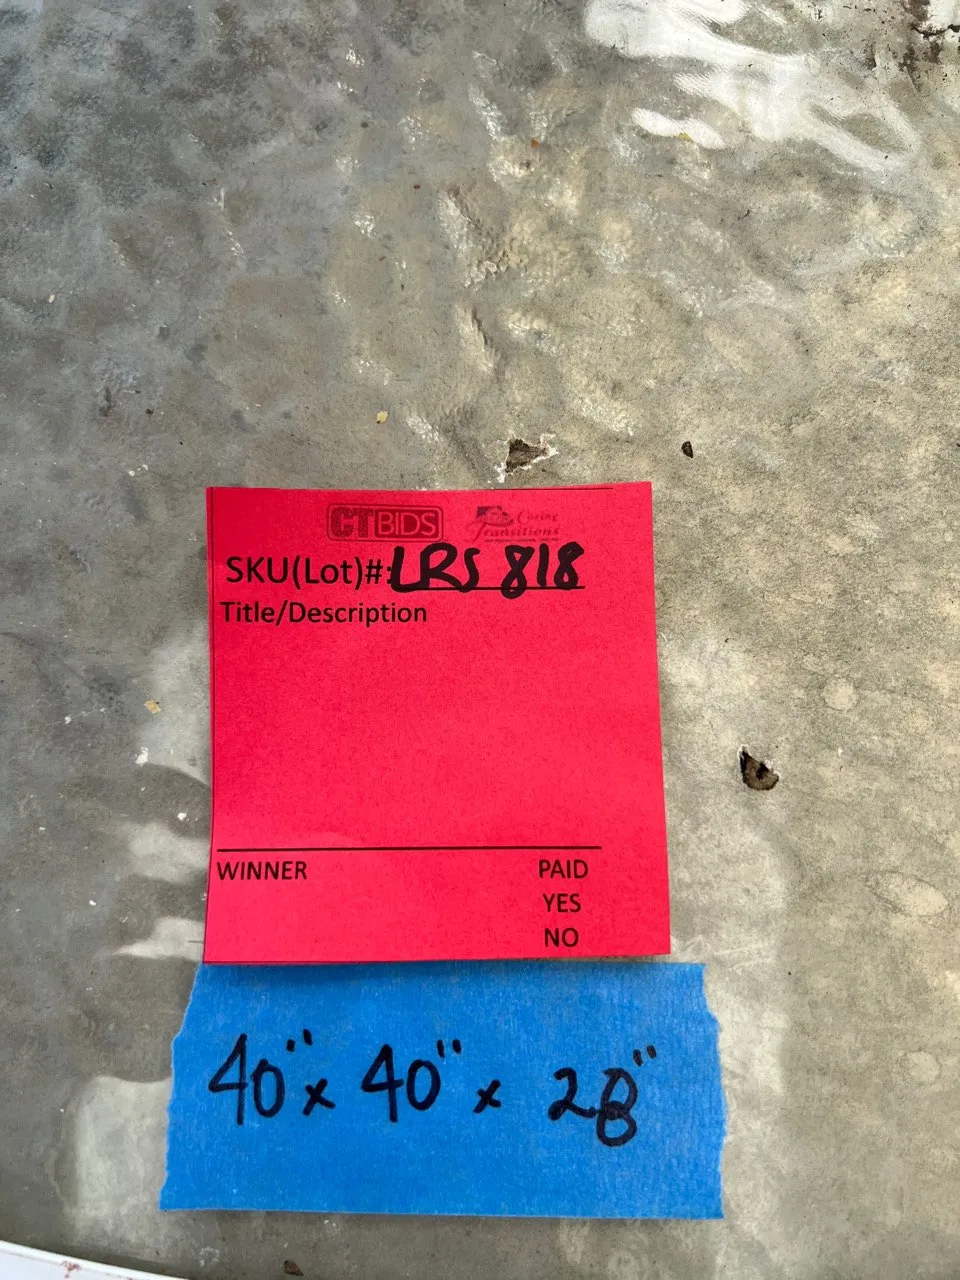 CTBIDS Caring Transitions
SKU(Lot)#: LRS 818
Title/Description
WINNER PAID
YES
NO
40" x 40" x 28"